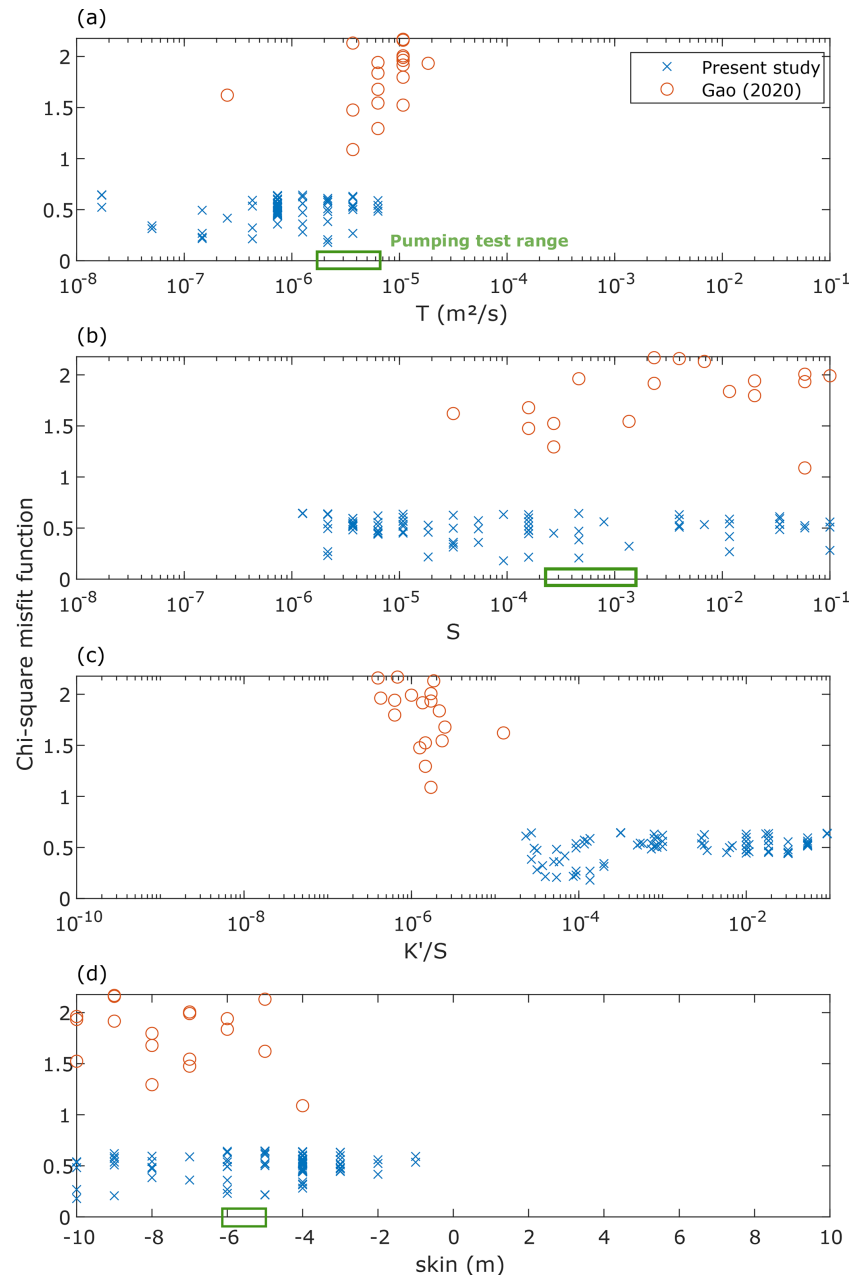 (a)
2
1.5
1
0.5
0
Present study
Gao (2020)
Pumping test range
10⁻⁸ 10⁻⁷ 10⁻⁶ 10⁻⁵ 10⁻⁴ 10⁻³ 10⁻² 10⁻¹
T (m²/s)
(b)
2
1.5
1
0.5
0
10⁻⁸ 10⁻⁷ 10⁻⁶ 10⁻⁵ 10⁻⁴ 10⁻³ 10⁻² 10⁻¹
S
Chi-square misfit function
(c)
2
1.5
1
0.5
0
10⁻¹⁰ 10⁻⁸ 10⁻⁶ 10⁻⁴ 10⁻²
K'/S
(d)
2
1.5
1
0.5
0
-10 -8 -6 -4 -2 0 2 4 6 8 10
skin (m)